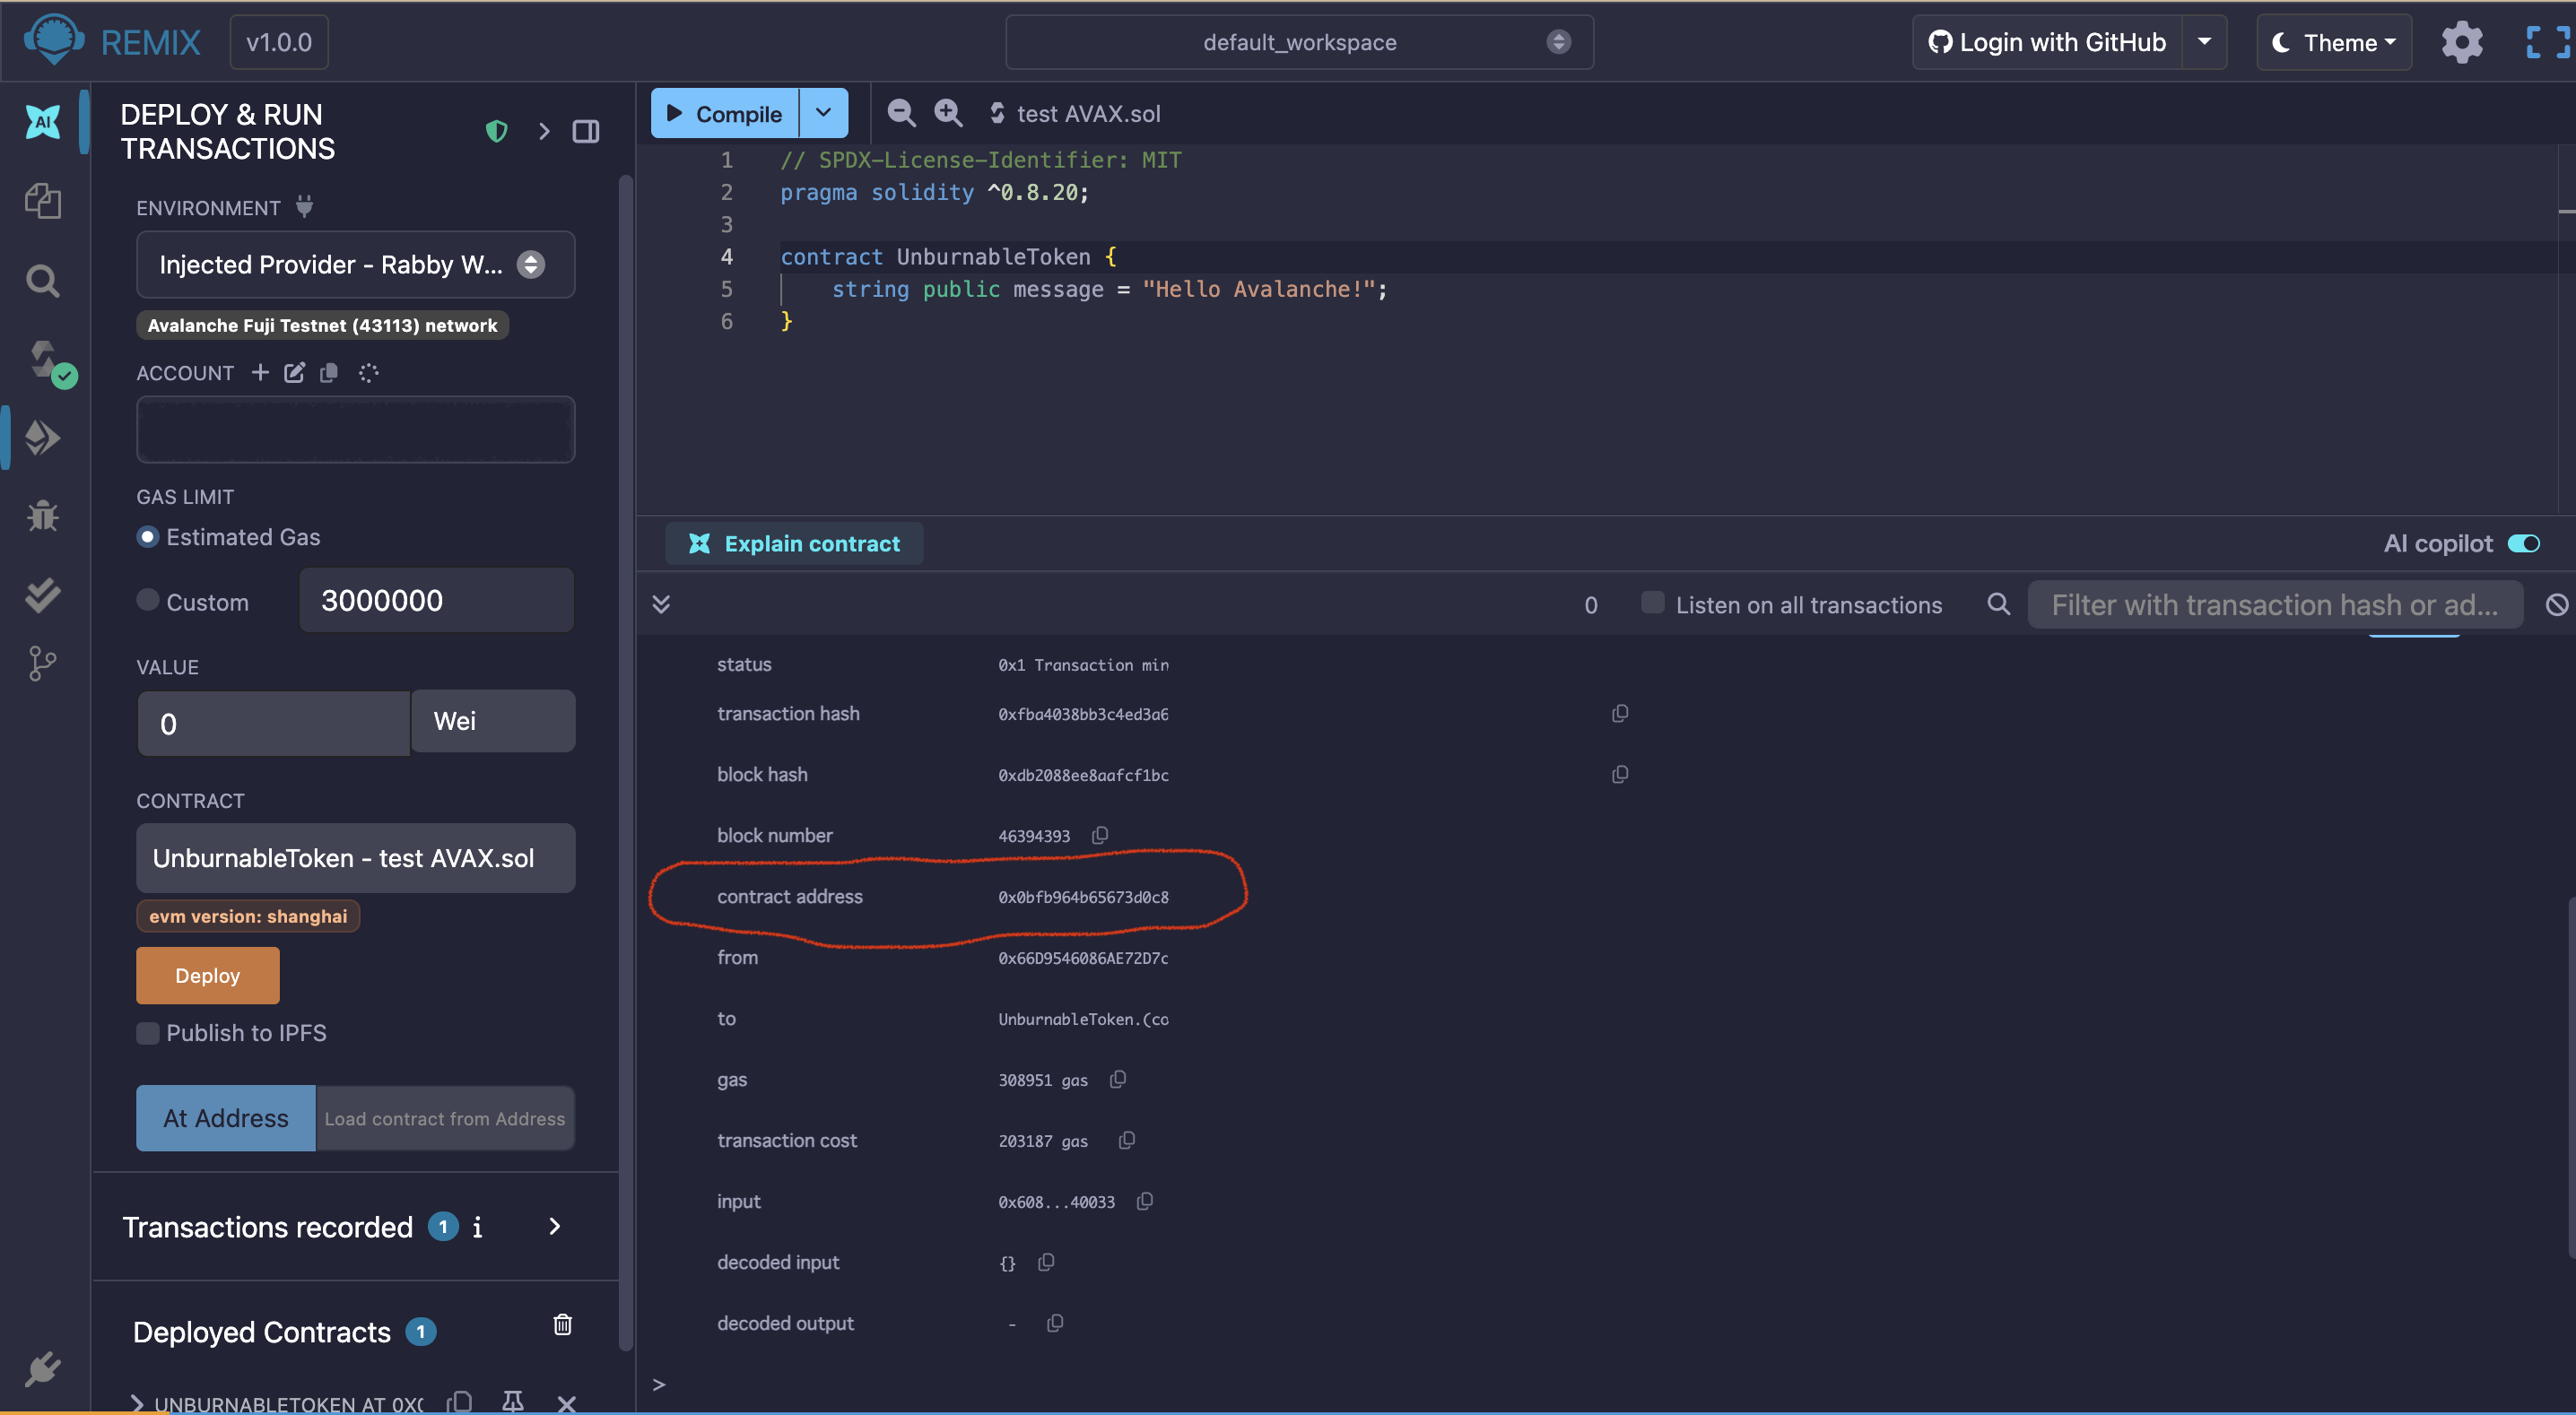 REMIX
v1.0.0
default_workspace
Login with GitHub
Theme
AI
DEPLOY & RUN
TRANSACTIONS
ENVIRONMENT
Injected Provider - Rabby W...
Avalanche Fuji Testnet (43113) network
ACCOUNT
GAS LIMIT
Estimated Gas
Custom
3000000
VALUE
0
Wei
CONTRACT
UnburnableToken - test AVAX.sol
evm version: shanghai
Deploy
Publish to IPFS
At Address
Load contract from Address
Transactions recorded 1 i
Deployed Contracts 1
UNBURNABLETOKEN AT 0X0
Compile
test AVAX.sol
1 // SPDX-License-Identifier: MIT
2 pragma solidity ^0.8.20;
3
4 contract UnburnableToken {
5 string public message = "Hello Avalanche!";
6 }
Explain contract
AI copilot
0
Listen on all transactions
Filter with transaction hash or ad...
status 0x1 Transaction min
transaction hash 0xfba4038bb3c4ed3a6
block hash 0xdb2088ee8aafcf1bc
block number 46394393
contract address 0x0bfb964b65673d0c8
from 0x66D9546086AE72D7c
to UnburnableToken.(co
gas 308951 gas
transaction cost 203187 gas
input 0x608...40033
decoded input {}
decoded output -
>